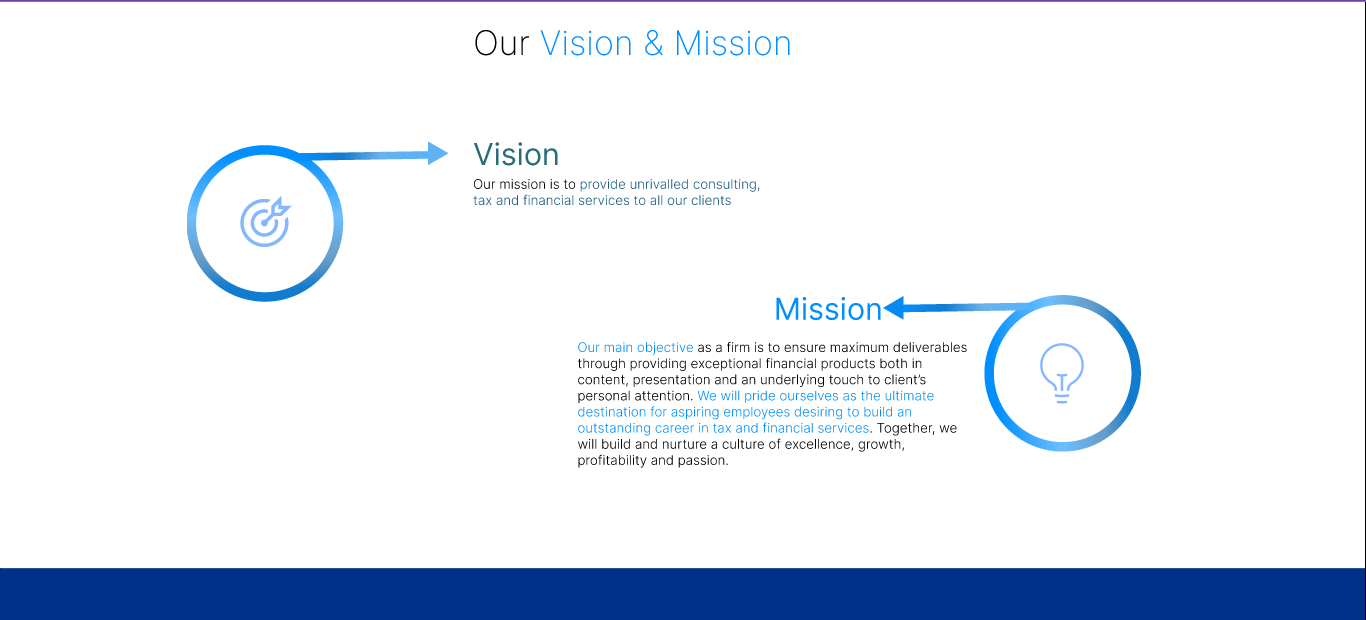 Our Vision & Mission
Vision
Our mission is to provide unrivalled consulting,
tax and financial services to all our clients
Mission
Our main objective as a firm is to ensure maximum deliverables
through providing exceptional financial products both in
content, presentation and an underlying touch to client’s
personal attention. We will pride ourselves as the ultimate
destination for aspiring employees desiring to build an
outstanding career in tax and financial services. Together, we
will build and nurture a culture of excellence, growth,
profitability and passion.